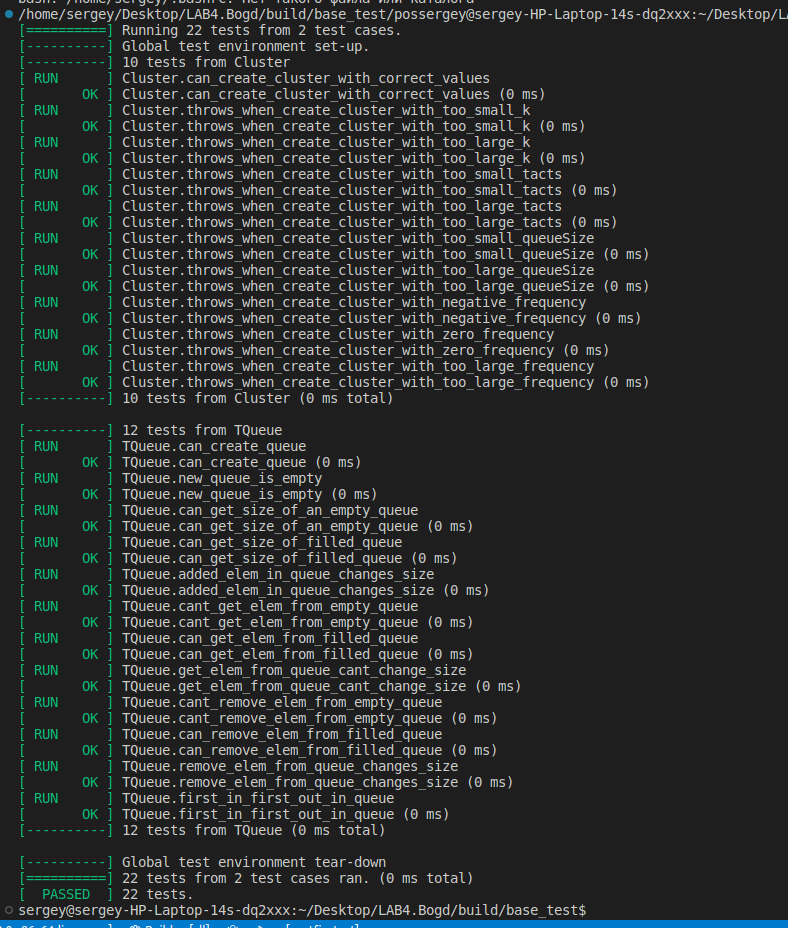 /home/sergey/Desktop/LAB4.Bogd/build/base_test/possergey@sergey-HP-Laptop-14s-dq2xxx:~/Desktop/L
[==========] Running 22 tests from 2 test cases.
[----------] Global test environment set-up.
[----------] 10 tests from Cluster
[ RUN      ] Cluster.can_create_cluster_with_correct_values
[       OK ] Cluster.can_create_cluster_with_correct_values (0 ms)
[ RUN      ] Cluster.throws_when_create_cluster_with_too_small_k
[       OK ] Cluster.throws_when_create_cluster_with_too_small_k (0 ms)
[ RUN      ] Cluster.throws_when_create_cluster_with_too_large_k
[       OK ] Cluster.throws_when_create_cluster_with_too_large_k (0 ms)
[ RUN      ] Cluster.throws_when_create_cluster_with_too_small_tacts
[       OK ] Cluster.throws_when_create_cluster_with_too_small_tacts (0 ms)
[ RUN      ] Cluster.throws_when_create_cluster_with_too_large_tacts
[       OK ] Cluster.throws_when_create_cluster_with_too_large_tacts (0 ms)
[ RUN      ] Cluster.throws_when_create_cluster_with_too_small_queueSize
[       OK ] Cluster.throws_when_create_cluster_with_too_small_queueSize (0 ms)
[ RUN      ] Cluster.throws_when_create_cluster_with_too_large_queueSize
[       OK ] Cluster.throws_when_create_cluster_with_too_large_queueSize (0 ms)
[ RUN      ] Cluster.throws_when_create_cluster_with_negative_frequency
[       OK ] Cluster.throws_when_create_cluster_with_negative_frequency (0 ms)
[ RUN      ] Cluster.throws_when_create_cluster_with_zero_frequency
[       OK ] Cluster.throws_when_create_cluster_with_zero_frequency (0 ms)
[ RUN      ] Cluster.throws_when_create_cluster_with_too_large_frequency
[       OK ] Cluster.throws_when_create_cluster_with_too_large_frequency (0 ms)
[----------] 10 tests from Cluster (0 ms total)

[----------] 12 tests from TQueue
[ RUN      ] TQueue.can_create_queue
[       OK ] TQueue.can_create_queue (0 ms)
[ RUN      ] TQueue.new_queue_is_empty
[       OK ] TQueue.new_queue_is_empty (0 ms)
[ RUN      ] TQueue.can_get_size_of_an_empty_queue
[       OK ] TQueue.can_get_size_of_an_empty_queue (0 ms)
[ RUN      ] TQueue.can_get_size_of_filled_queue
[       OK ] TQueue.can_get_size_of_filled_queue (0 ms)
[ RUN      ] TQueue.added_elem_in_queue_changes_size
[       OK ] TQueue.added_elem_in_queue_changes_size (0 ms)
[ RUN      ] TQueue.cant_get_elem_from_empty_queue
[       OK ] TQueue.cant_get_elem_from_empty_queue (0 ms)
[ RUN      ] TQueue.can_get_elem_from_filled_queue
[       OK ] TQueue.can_get_elem_from_filled_queue (0 ms)
[ RUN      ] TQueue.get_elem_from_queue_cant_change_size
[       OK ] TQueue.get_elem_from_queue_cant_change_size (0 ms)
[ RUN      ] TQueue.cant_remove_elem_from_empty_queue
[       OK ] TQueue.cant_remove_elem_from_empty_queue (0 ms)
[ RUN      ] TQueue.can_remove_elem_from_filled_queue
[       OK ] TQueue.can_remove_elem_from_filled_queue (0 ms)
[ RUN      ] TQueue.remove_elem_from_queue_changes_size
[       OK ] TQueue.remove_elem_from_queue_changes_size (0 ms)
[ RUN      ] TQueue.first_in_first_out_in_queue
[       OK ] TQueue.first_in_first_out_in_queue (0 ms)
[----------] 12 tests from TQueue (0 ms total)

[----------] Global test environment tear-down
[==========] 22 tests from 2 test cases ran. (0 ms total)
[  PASSED  ] 22 tests.
sergey@sergey-HP-Laptop-14s-dq2xxx:~/Desktop/LAB4.Bogd/build/base_test$